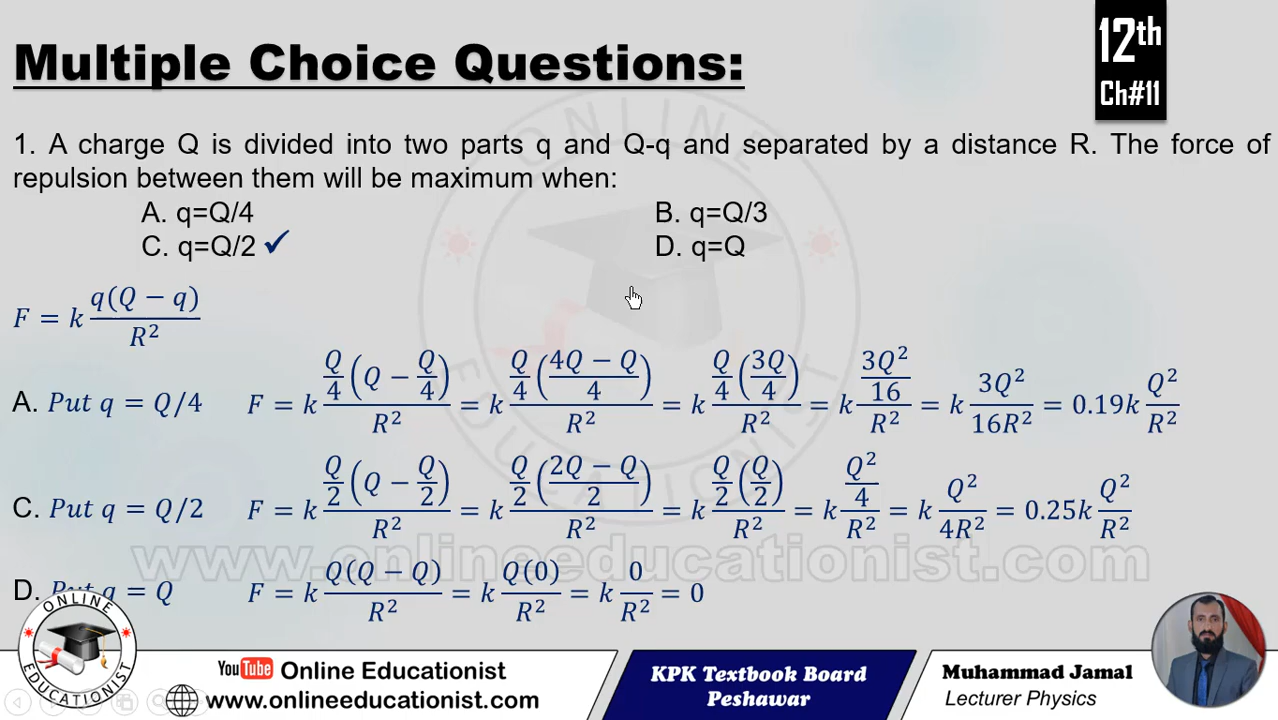 Multiple Choice Questions:
12th
Ch#11
1. A charge Q is divided into two parts q and Q-q and separated by a distance R. The force of
repulsion between them will be maximum when:
A. q=Q/4 B. q=Q/3
C. q=Q/2 ✓ D. q=Q
F = k q(Q − q)/R²
A. Put q = Q/4 F = k Q/4(Q − Q/4)/R² = k Q/4((4Q − Q)/4)/R² = k Q/4(3Q/4)/R² = k (3Q²/16)/R² = k 3Q²/16R² = 0.19k Q²/R²
C. Put q = Q/2 F = k Q/2(Q − Q/2)/R² = k Q/2((2Q − Q)/2)/R² = k Q/2(Q/2)/R² = k (Q²/4)/R² = k Q²/4R² = 0.25k Q²/R²
www.onlineeducationist.com
D. Put q = Q F = k Q(Q − Q)/R² = k Q(0)/R² = k 0/R² = 0
ONLINE
EDUCATIONIST
ONLINE
EDUCATIONIST
YouTube Online Educationist
www.onlineeducationist.com
KPK Textbook Board
Peshawar
Muhammad Jamal
Lecturer Physics